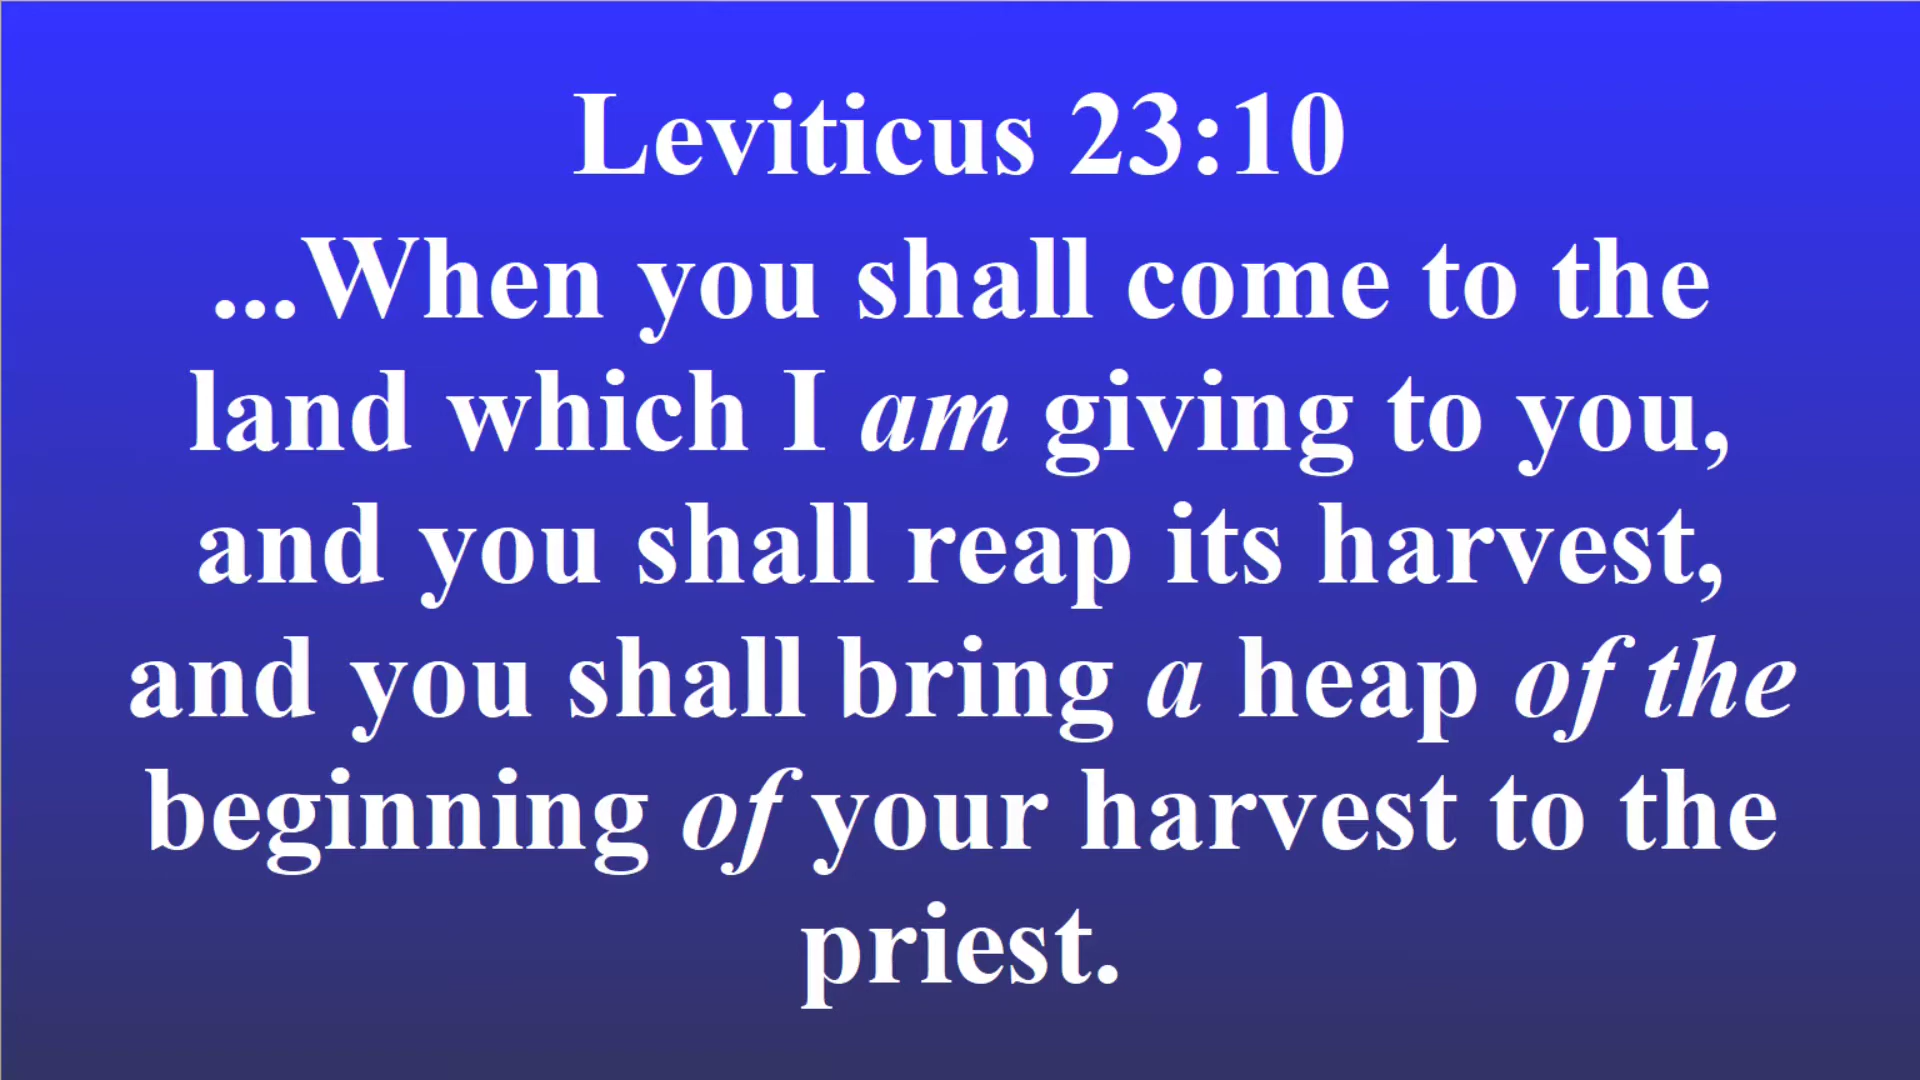 Leviticus 23:10
...When you shall come to the
land which I am giving to you,
and you shall reap its harvest,
and you shall bring a heap of the
beginning of your harvest to the
priest.